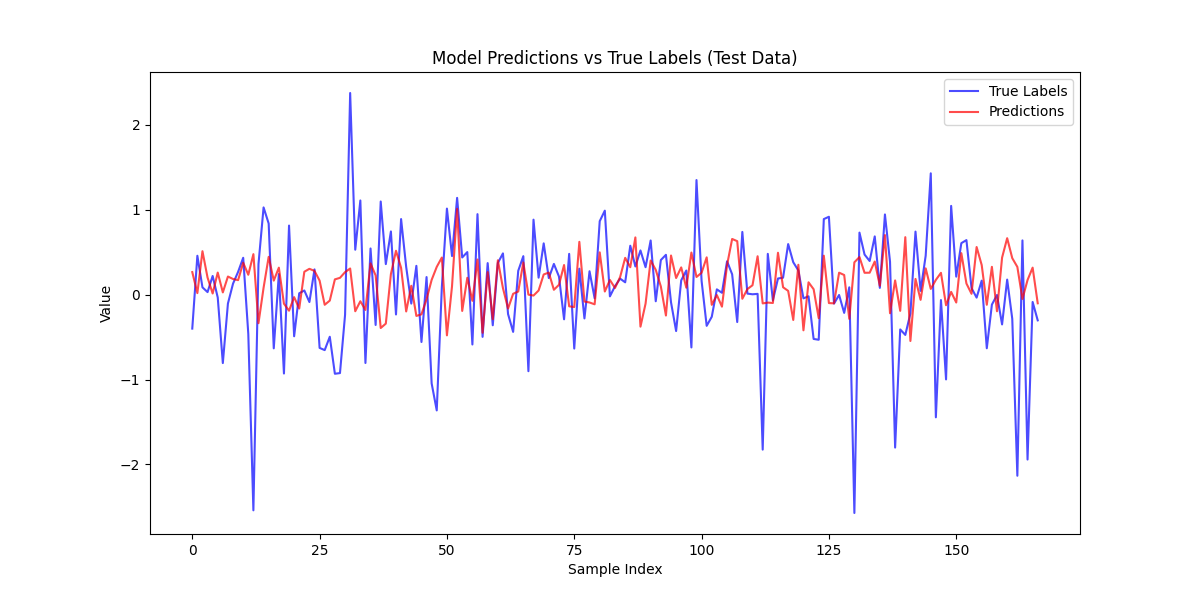 Model Predictions vs True Labels (Test Data)
True Labels
Predictions
2
1
0
−1
−2
Value
0 25 50 75 100 125 150
Sample Index